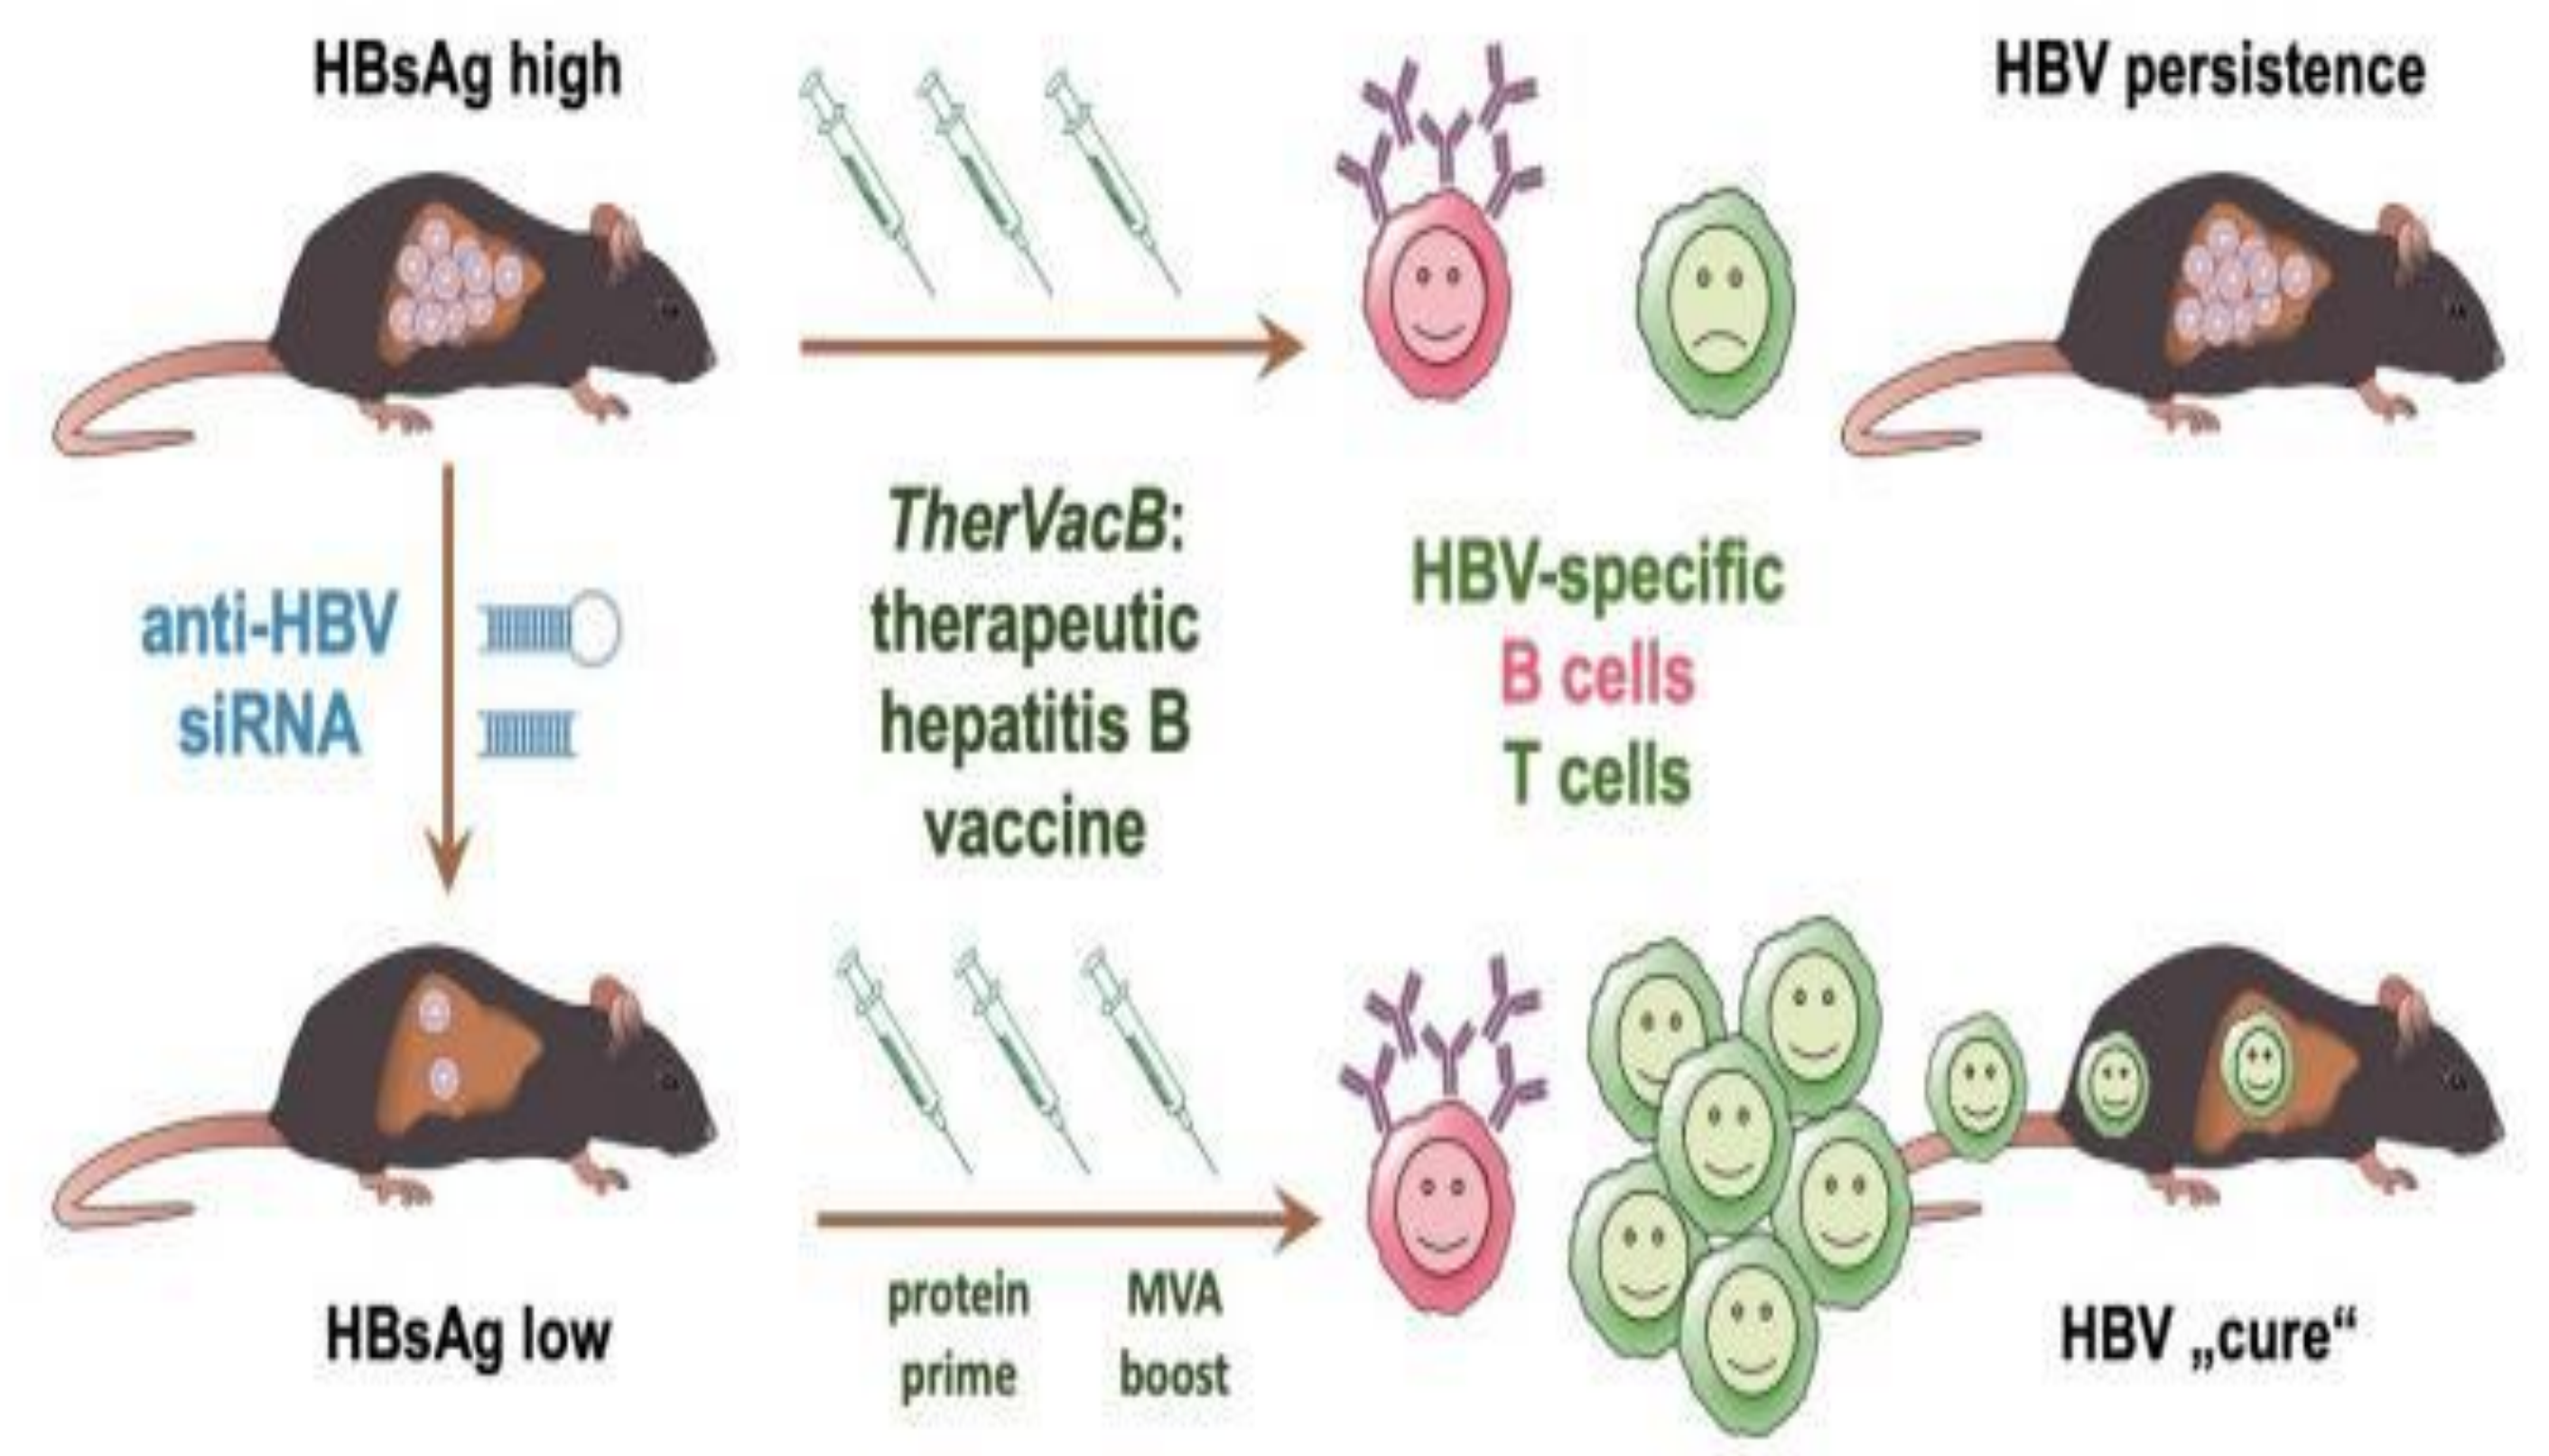 HBsAg high
HBV persistence
anti-HBV
siRNA
TherVacB:
therapeutic
hepatitis B
vaccine
HBV-specific
B cells
T cells
HBsAg low
protein
prime
MVA
boost
HBV „cure“